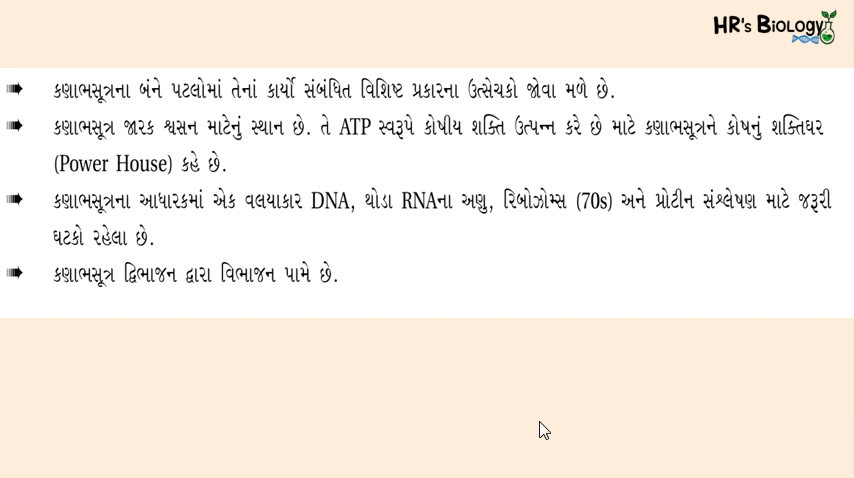 HR's Biology
➠ કણાભસૂત્રના બંને પટલોમાં તેનાં કાર્યો સંબંધિત વિશિષ્ટ પ્રકારના ઉત્સેચકો જોવા મળે છે.
➠ કણાભસૂત્ર જારક શ્વસન માટેનું સ્થાન છે. તે ATP સ્વરૂપે કોષીય શક્તિ ઉત્પન્ન કરે છે માટે કણાભસૂત્રને કોષનું શક્તિઘર
(Power House) કહે છે.
➠ કણાભસૂત્રના આધારકમાં એક વલયાકાર DNA, થોડા RNAના અણુ, રિબોઝોમ્સ (70s) અને પ્રોટીન સંશ્લેષણ માટે જરૂરી
ઘટકો રહેલા છે.
➠ કણાભસૂત્ર દ્વિભાજન દ્વારા વિભાજન પામે છે.